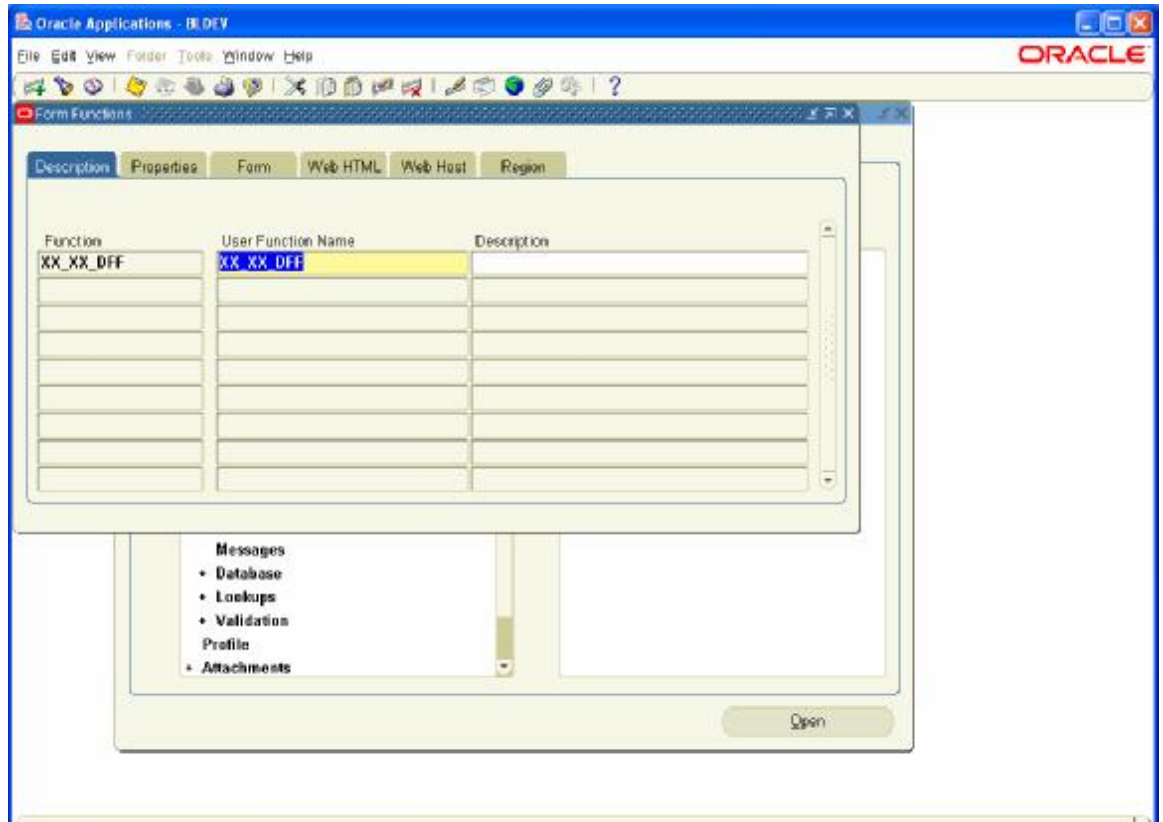 Oracle Applications - BLDEV
File Edit View Folder Tools Window Help
ORACLE
?
Form Functions
Description Properties Form Web HTML Web Host Region
Function User Function Name Description
XX_XX_DFF XX_XX_DFF
Messages
+ Database
+ Lookups
+ Validation
Profile
+ Attachments
Open